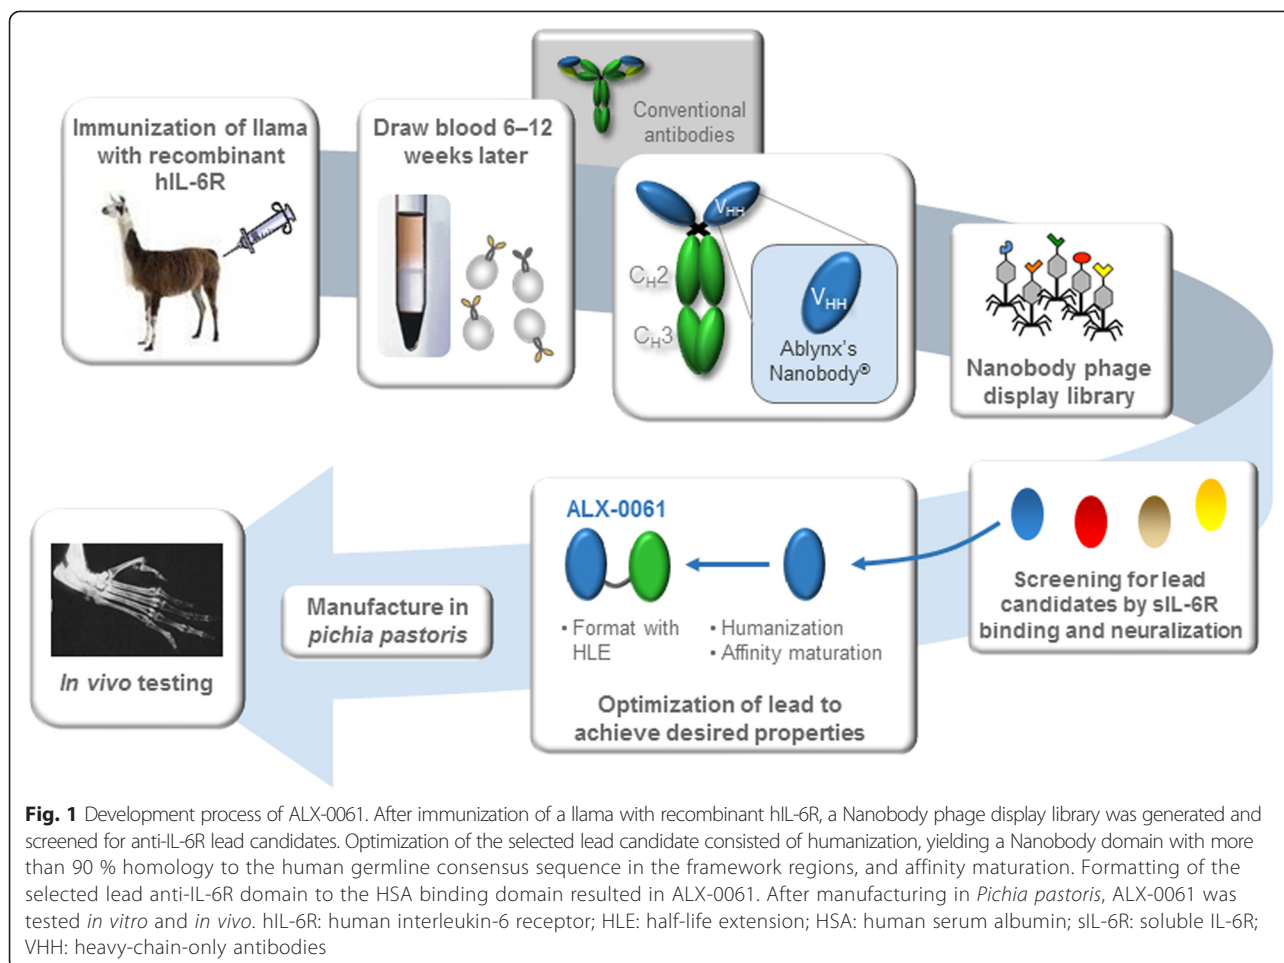 Immunization of llama
with recombinant
hIL-6R
Draw blood 6–12
weeks later
Conventional
antibodies
VHH
CH2
CH3
VHH
Ablynx's
Nanobody®
Nanobody phage
display library
Screening for lead
candidates by sIL-6R
binding and neuralization
ALX-0061
• Format with
HLE
• Humanization
• Affinity maturation
Optimization of lead to
achieve desired properties
Manufacture in
pichia pastoris
In vivo testing
Fig. 1 Development process of ALX-0061. After immunization of a llama with recombinant hIL-6R, a Nanobody phage display library was generated and
screened for anti-IL-6R lead candidates. Optimization of the selected lead candidate consisted of humanization, yielding a Nanobody domain with more
than 90 % homology to the human germline consensus sequence in the framework regions, and affinity maturation. Formatting of the
selected lead anti-IL-6R domain to the HSA binding domain resulted in ALX-0061. After manufacturing in Pichia pastoris, ALX-0061 was
tested in vitro and in vivo. hIL-6R: human interleukin-6 receptor; HLE: half-life extension; HSA: human serum albumin; sIL-6R: soluble IL-6R;
VHH: heavy-chain-only antibodies